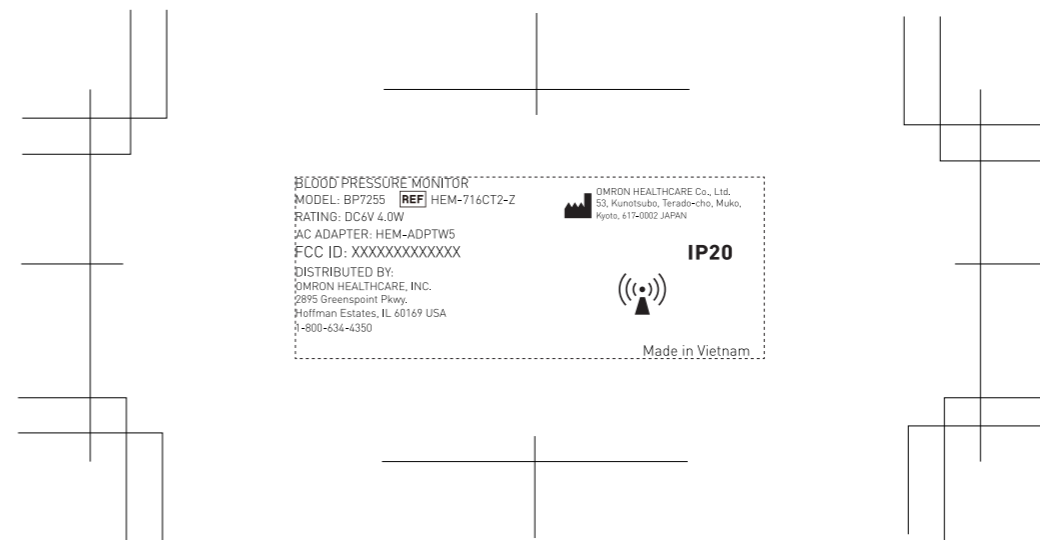 BLOOD PRESSURE MONITOR
MODEL: BP7255 REF HEM-716CT2-Z
RATING: DC6V 4.0W
AC ADAPTER: HEM-ADPTW5
FCC ID: XXXXXXXXXXXXX
DISTRIBUTED BY:
OMRON HEALTHCARE, INC.
2895 Greenspoint Pkwy.
Hoffman Estates, IL 60169 USA
1-800-634-4350
OMRON HEALTHCARE Co., Ltd.
53, Kunotsubo, Terado-cho, Muko,
Kyoto, 617-0002 JAPAN
IP20
Made in Vietnam